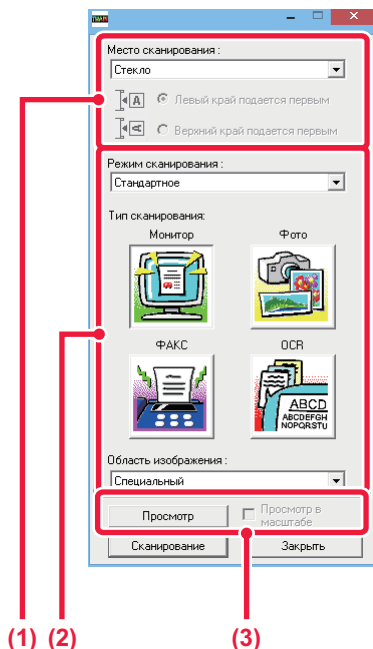 TWAIN
Место сканирования :
Стекло
A Левый край подается первым
A Верхний край подается первым
Режим сканирования :
Стандартное
Тип сканирования:
Монитор Фото
ФАКС OCR
ABCD
ABCDEFGH
NOPQRSTU
Область изображения :
Специальный
Просмотр Просмотр в
масштабе
Сканирование Закрыть
(1) (2) (3)